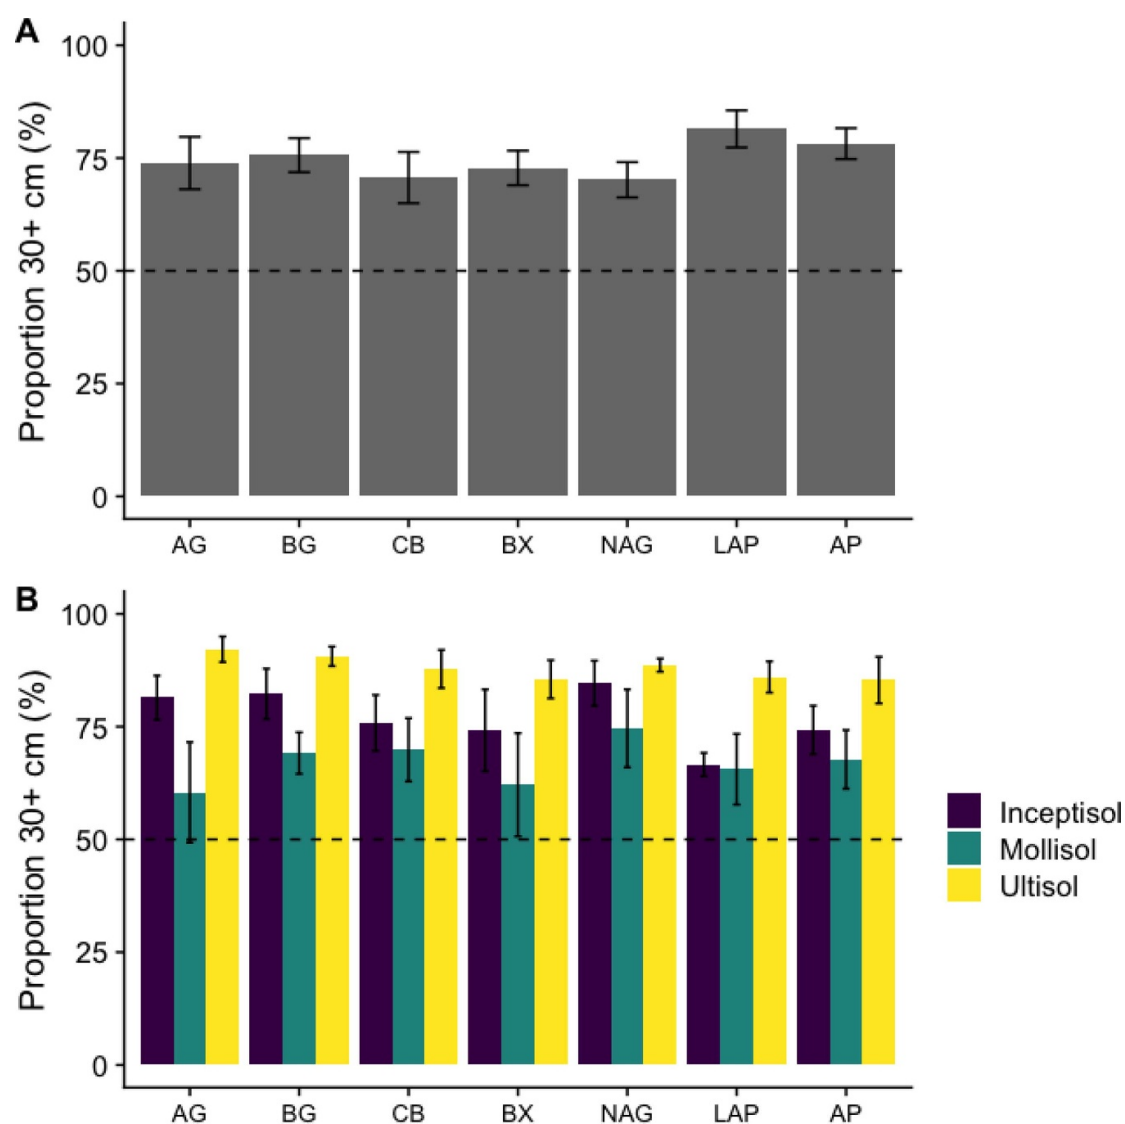 A
Proportion 30+ cm (%)
100
75
50
25
0
AG BG CB BX NAG LAP AP
B
Proportion 30+ cm (%)
100
75
50
25
0
AG BG CB BX NAG LAP AP
Inceptisol
Mollisol
Ultisol